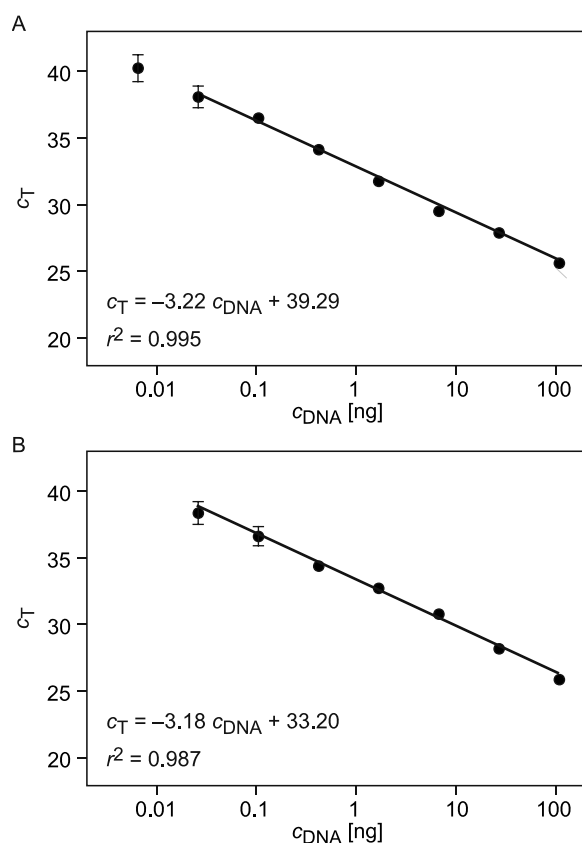 A
40
35
30
25
20
cT
cT = –3.22 cDNA + 39.29
r2 = 0.995
0.01 0.1 1 10 100
cDNA [ng]
B
40
35
30
25
20
cT
cT = –3.18 cDNA + 33.20
r2 = 0.987
0.01 0.1 1 10 100
cDNA [ng]